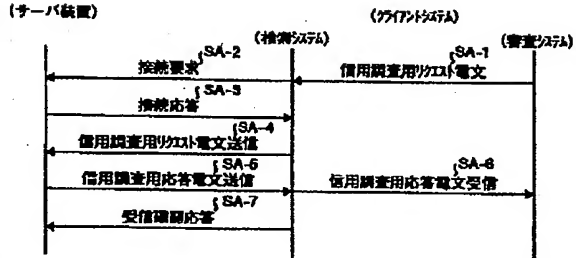 (サーバ装置)
(クライアントシステム)
(検索システム)
(審査システム)
SA-2
接続要求
SA-1
信用調査用リクエスト電文
SA-3
接続応答
SA-4
信用調査用リクエスト電文送信
SA-5
信用調査用応答電文送信
SA-6
信用調査用応答電文受信
SA-7
受信確認応答